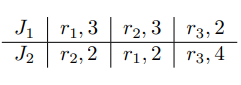 J₁ r₁, 3 r₂, 3 r₃, 2
J₂ r₂, 2 r₁, 2 r₃, 4